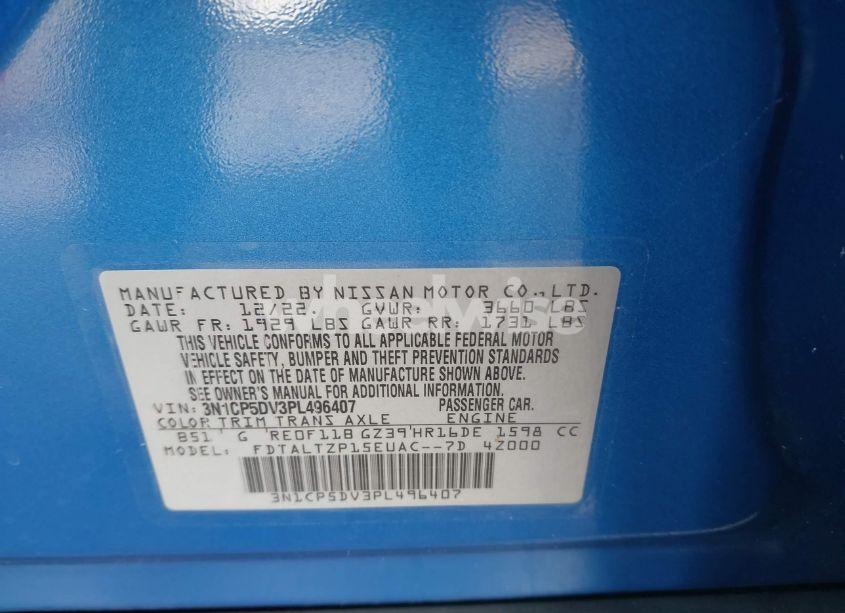 MANUFACTURED BY NISSAN MOTOR CO., LTD.
DATE: 12/22 GVWR: 3660 LBS
GAWR FR: 1929 LBS GAWR RR: 1731 LBS
THIS VEHICLE CONFORMS TO ALL APPLICABLE FEDERAL MOTOR
VEHICLE SAFETY, BUMPER AND THEFT PREVENTION STANDARDS
IN EFFECT ON THE DATE OF MANUFACTURE SHOWN ABOVE.
SEE OWNER'S MANUAL FOR ADDITIONAL INFORMATION.
VIN: 3N1CP5DV3PL496407 PASSENGER CAR.
COLOR TRIM TRANS AXLE ENGINE
B51 G RE0F11B GZ39 HR16DE 1598 CC
MODEL: FDTALTZP15EUAC--7D 4Z000
3N1CP5DV3PL496407
wheelwise